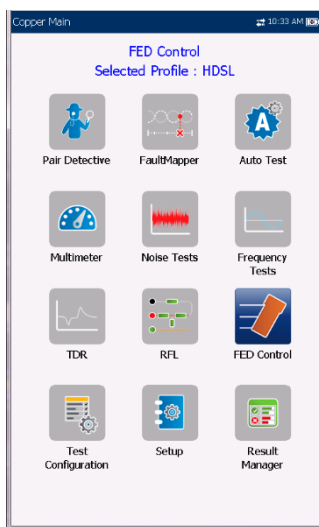 Copper Main
10:33 AM
FED Control
Selected Profile : HDSL
Pair Detective
FaultMapper
Auto Test
Multimeter
Noise Tests
Frequency
Tests
TDR
RFL
FED Control
Test
Configuration
Setup
Result
Manager